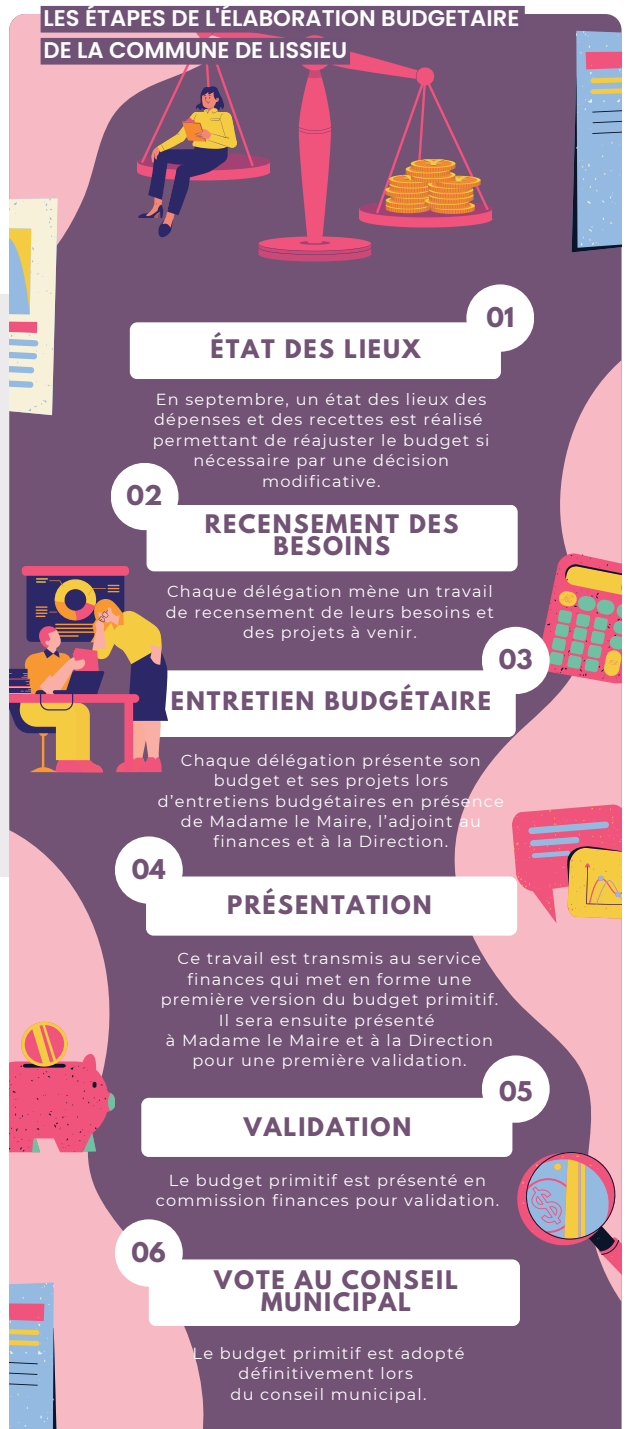 LES ÉTAPES DE L'ÉLABORATION BUDGETAIRE
DE LA COMMUNE DE LISSIEU
01
ÉTAT DES LIEUX
En septembre, un état des lieux des
dépenses et des recettes est réalisé
permettant de réajuster le budget si
nécessaire par une décision
modificative.
02
RECENSEMENT DES
BESOINS
Chaque délégation mène un travail
de recensement de leurs besoins et
des projets à venir.
03
ENTRETIEN BUDGÉTAIRE
Chaque délégation présente son
budget et ses projets lors
d'entretiens budgétaires en présence
de Madame le Maire, l'adjoint au
finances et à la Direction.
04
PRÉSENTATION
Ce travail est transmis au service
finances qui met en forme une
première version du budget primitif.
Il sera ensuite présenté
à Madame le Maire et à la Direction
pour une première validation.
05
VALIDATION
Le budget primitif est présenté en
commission finances pour validation.
06
VOTE AU CONSEIL
MUNICIPAL
Le budget primitif est adopté
définitivement lors
du conseil municipal.